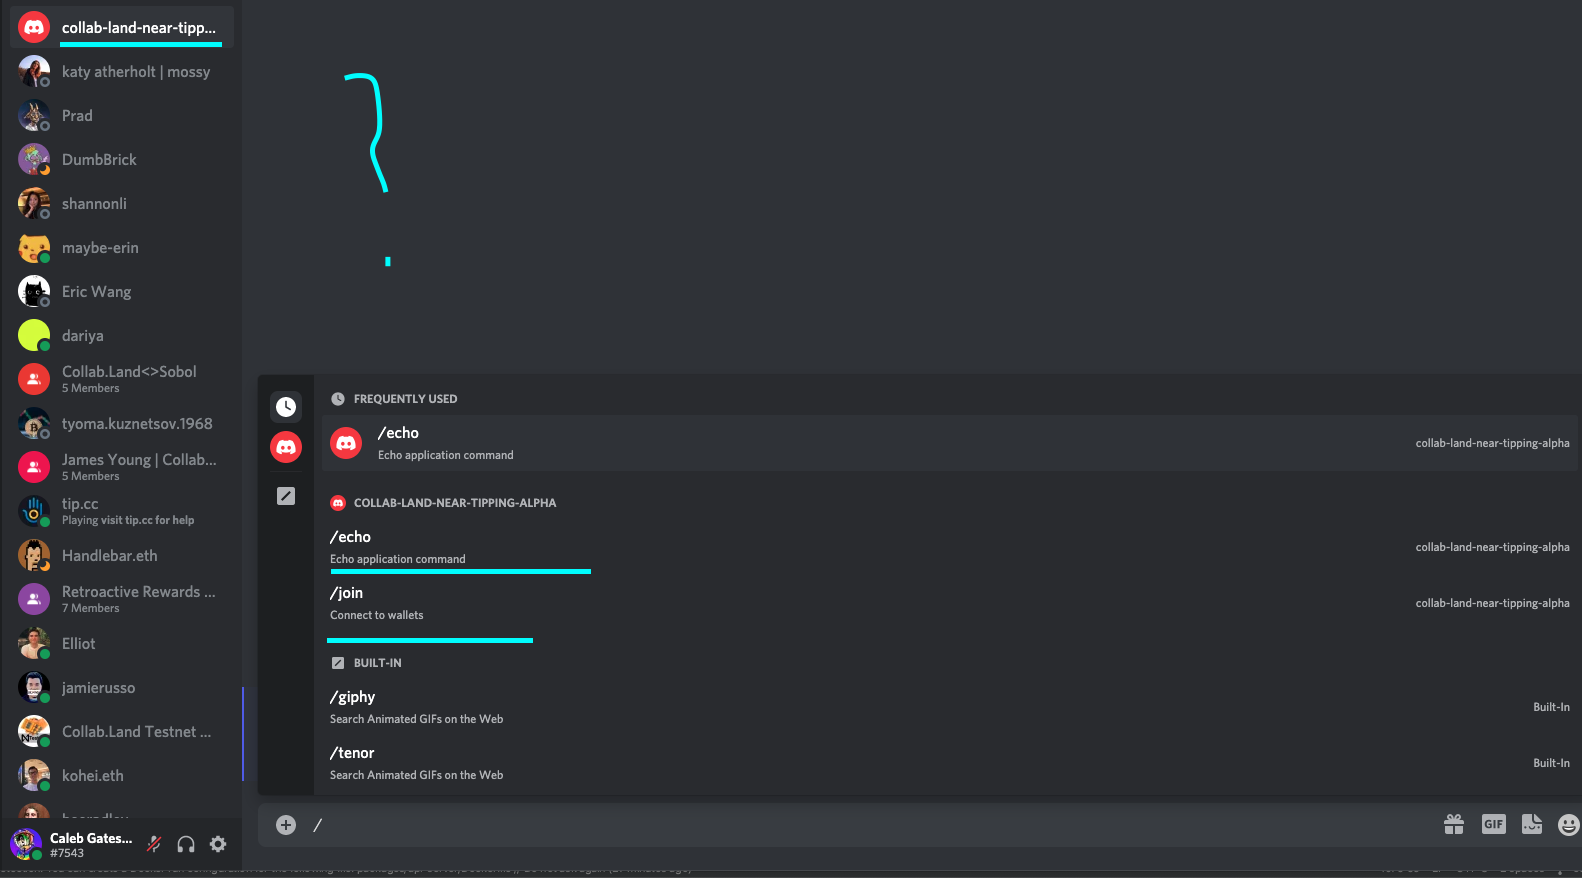 collab-land-near-tipp...
katy atherholt | mossy
Prad
DumbBrick
shannonli
maybe-erin
Eric Wang
dariya
Collab.Land<>Sobol
5 Members
tyoma.kuznetsov.1968
James Young | Collab...
5 Members
tip.cc
Playing visit tip.cc for help
Handlebar.eth
Retroactive Rewards ...
7 Members
Elliot
jamierusso
Collab.Land Testnet ...
kohei.eth
Caleb Gates...
#7543
FREQUENTLY USED
/echo
Echo application command
collab-land-near-tipping-alpha
COLLAB-LAND-NEAR-TIPPING-ALPHA
/echo
Echo application command
collab-land-near-tipping-alpha
/join
Connect to wallets
collab-land-near-tipping-alpha
BUILT-IN
/giphy
Search Animated GIFs on the Web
Built-In
/tenor
Search Animated GIFs on the Web
Built-In
/
GIF